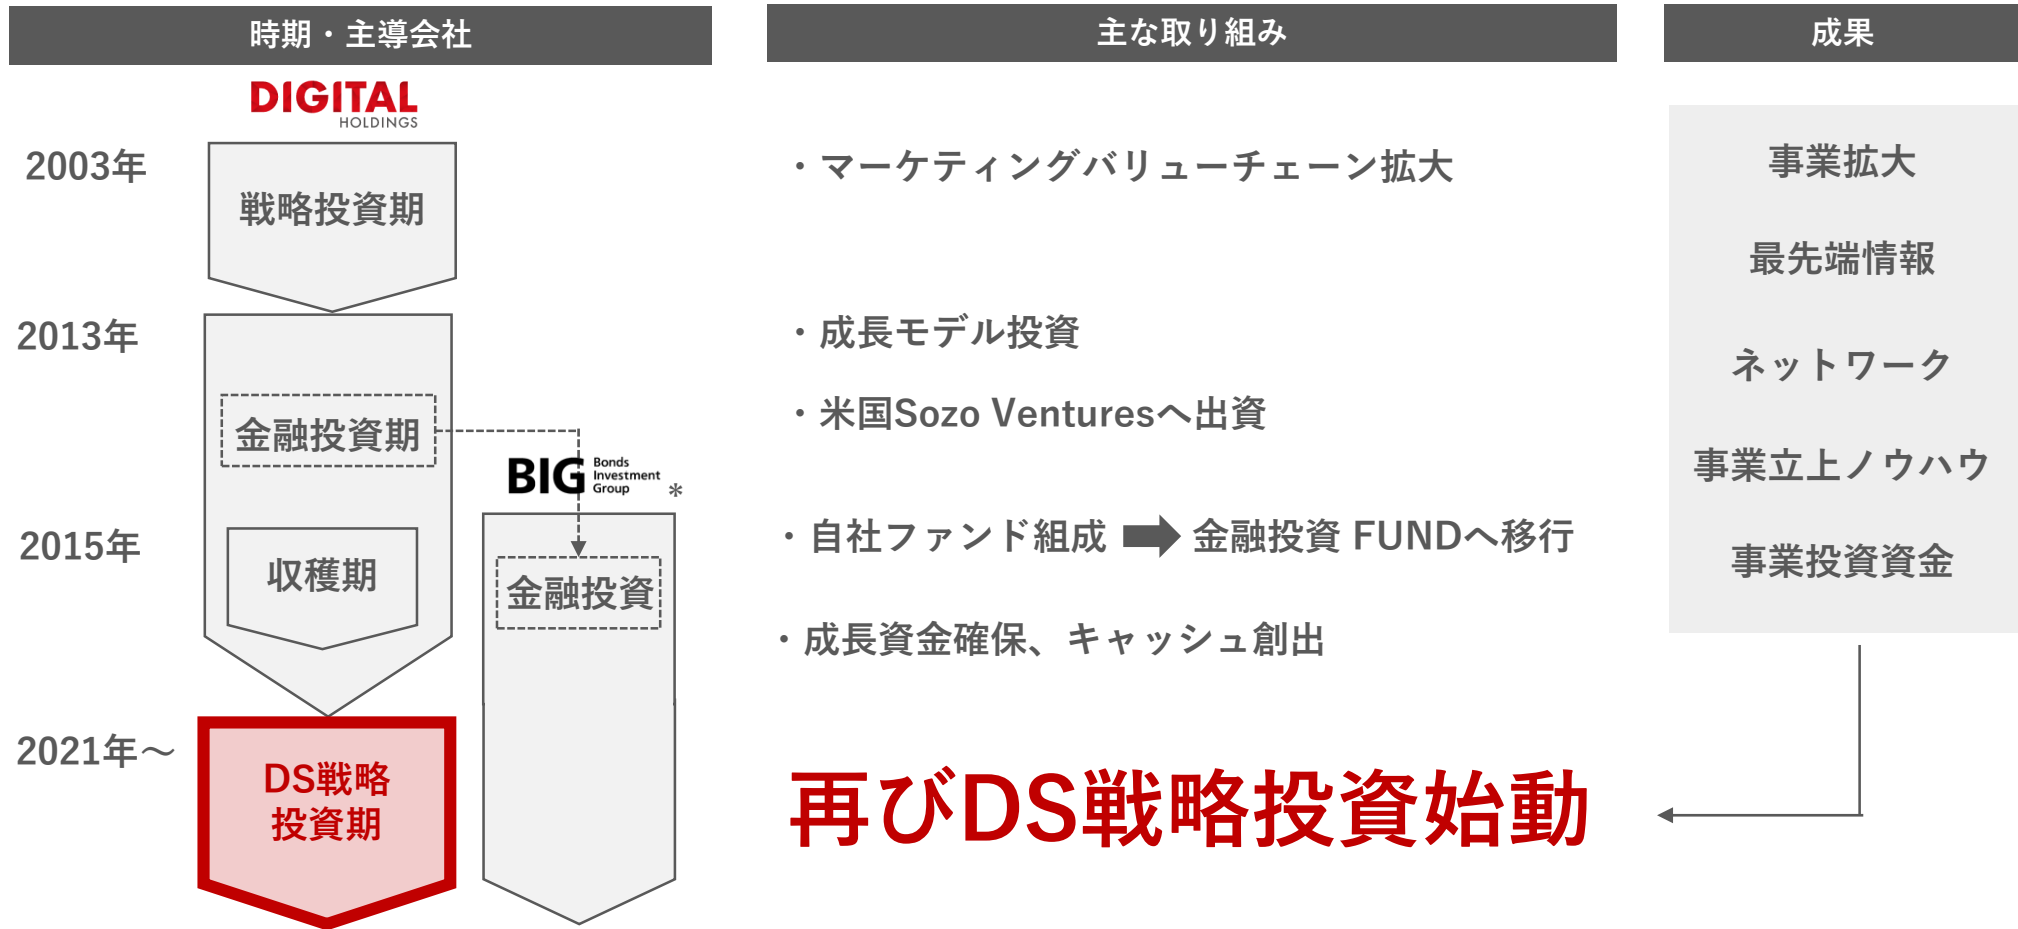 時期・主導会社
主な取り組み
成果
DIGITAL
HOLDINGS
2003年
戦略投資期
・マーケティングバリューチェーン拡大
2013年
金融投資期
・成長モデル投資
・米国Sozo Venturesへ出資
BIG Bonds
Investment
Group *
2015年
収穫期
金融投資
・自社ファンド組成 ➡ 金融投資 FUNDへ移行
・成長資金確保、キャッシュ創出
2021年～
DS戦略
投資期
再びDS戦略投資始動
事業拡大
最先端情報
ネットワーク
事業立上ノウハウ
事業投資資金